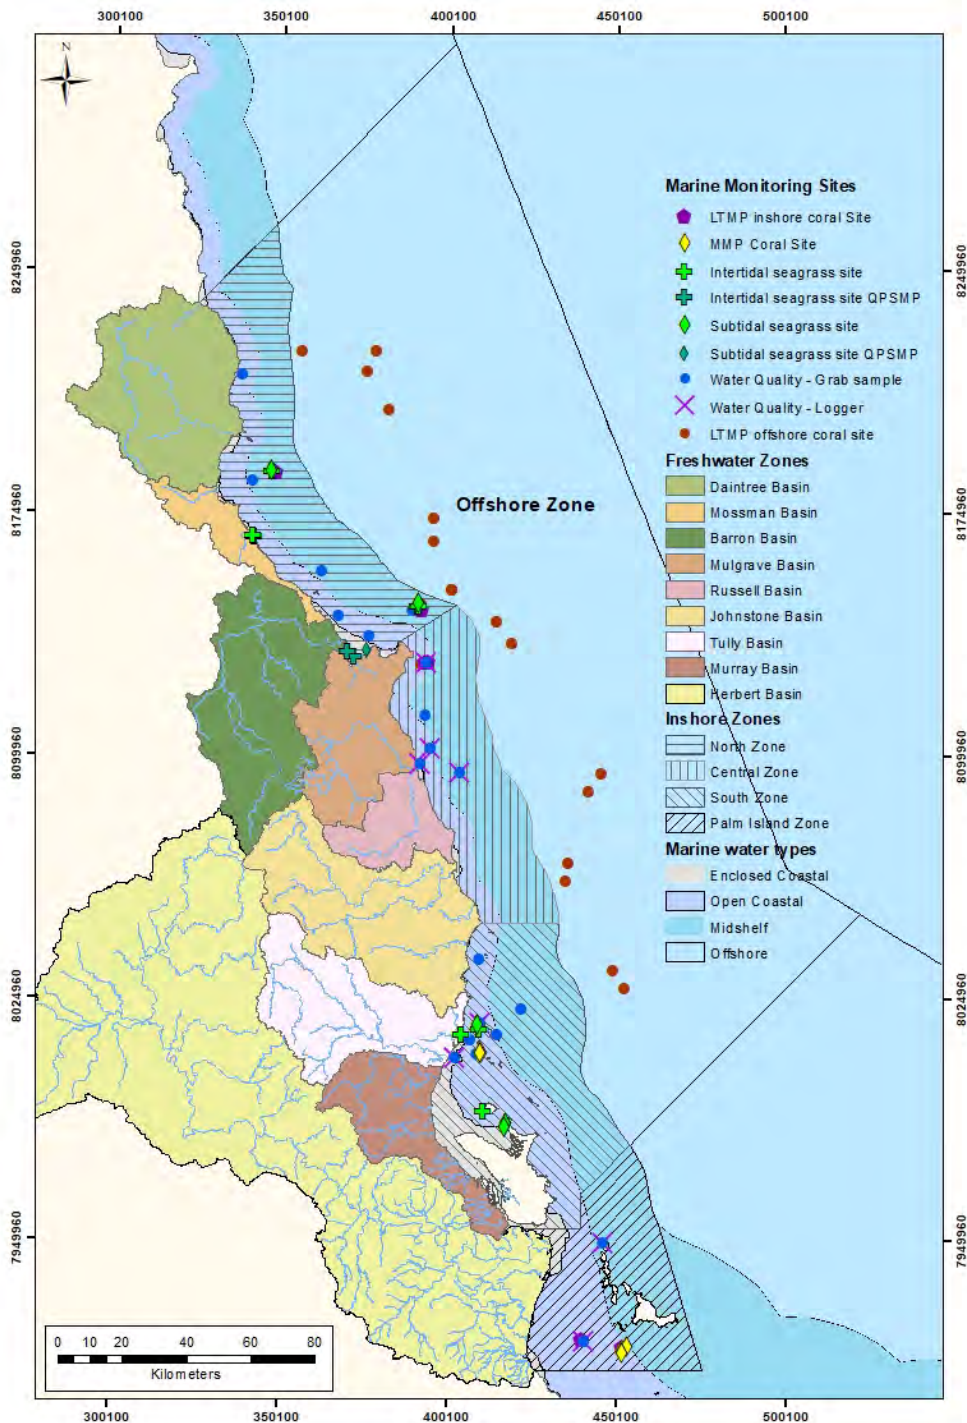 300100 350100 400100 450100 500100
N
Marine Monitoring Sites
LTMP inshore coral Site
MMP Coral Site
Intertidal seagrass site
Intertidal seagrass site QPSMP
Subtidal seagrass site
Subtidal seagrass site QPSMP
Water Quality - Grab sample
Water Quality - Logger
LTMP offshore coral site
Freshwater Zones
Daintree Basin
Mossman Basin
Barron Basin
Mulgrave Basin
Russell Basin
Johnstone Basin
Tully Basin
Murray Basin
Herbert Basin
Inshore Zones
North Zone
Central Zone
South Zone
Palm Island Zone
Marine water types
Enclosed Coastal
Open Coastal
Midshelf
Offshore
Offshore Zone
8249960
8174960
8099960
8024960
7949960
8249960
8174960
8099960
8024960
7949960
0 10 20 40 60 80
Kilometers
300100 350100 400100 450100 500100